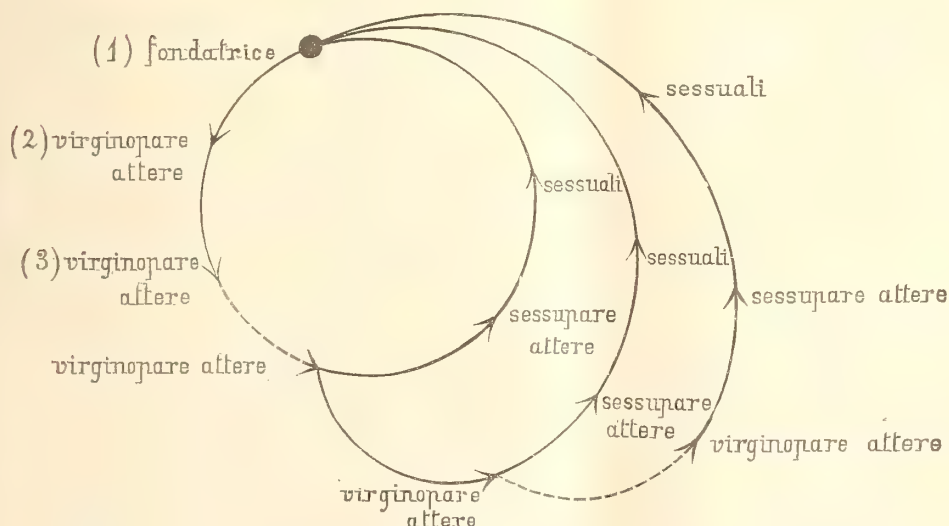 (1) fondatrice
sessuali
(2) virginopare
attere
sessuali
(3) virginopare
attere
sessuali
sessupare attere
sessupare
attere
virginopare attere
sessupare
attere
virginopare attere
virginopare
attere